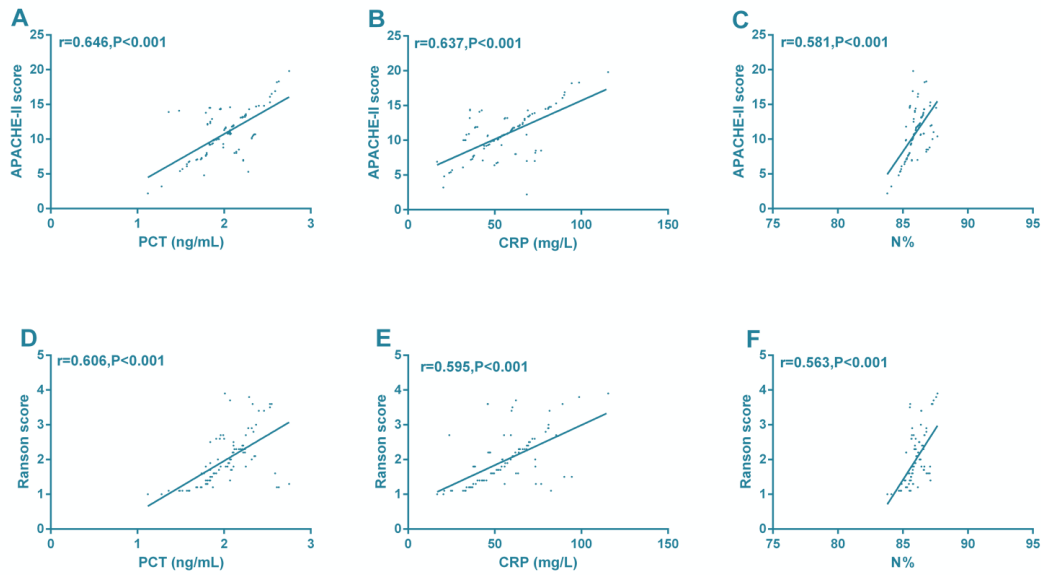 A
r=0.646,P<0.001
APACHE-II score
25
20
15
10
5
0
0
1
2
3
PCT (ng/mL)
B
r=0.637,P<0.001
APACHE-II score
25
20
15
10
5
0
0
50
100
150
CRP (mg/L)
C
r=0.581,P<0.001
APACHE-II score
25
20
15
10
5
0
75
80
85
90
95
N%
D
r=0.606,P<0.001
Ranson score
5
4
3
2
1
0
0
1
2
3
PCT (ng/mL)
E
r=0.595,P<0.001
Ranson score
5
4
3
2
1
0
0
50
100
150
CRP (mg/L)
F
r=0.563,P<0.001
Ranson score
5
4
3
2
1
0
75
80
85
90
95
N%